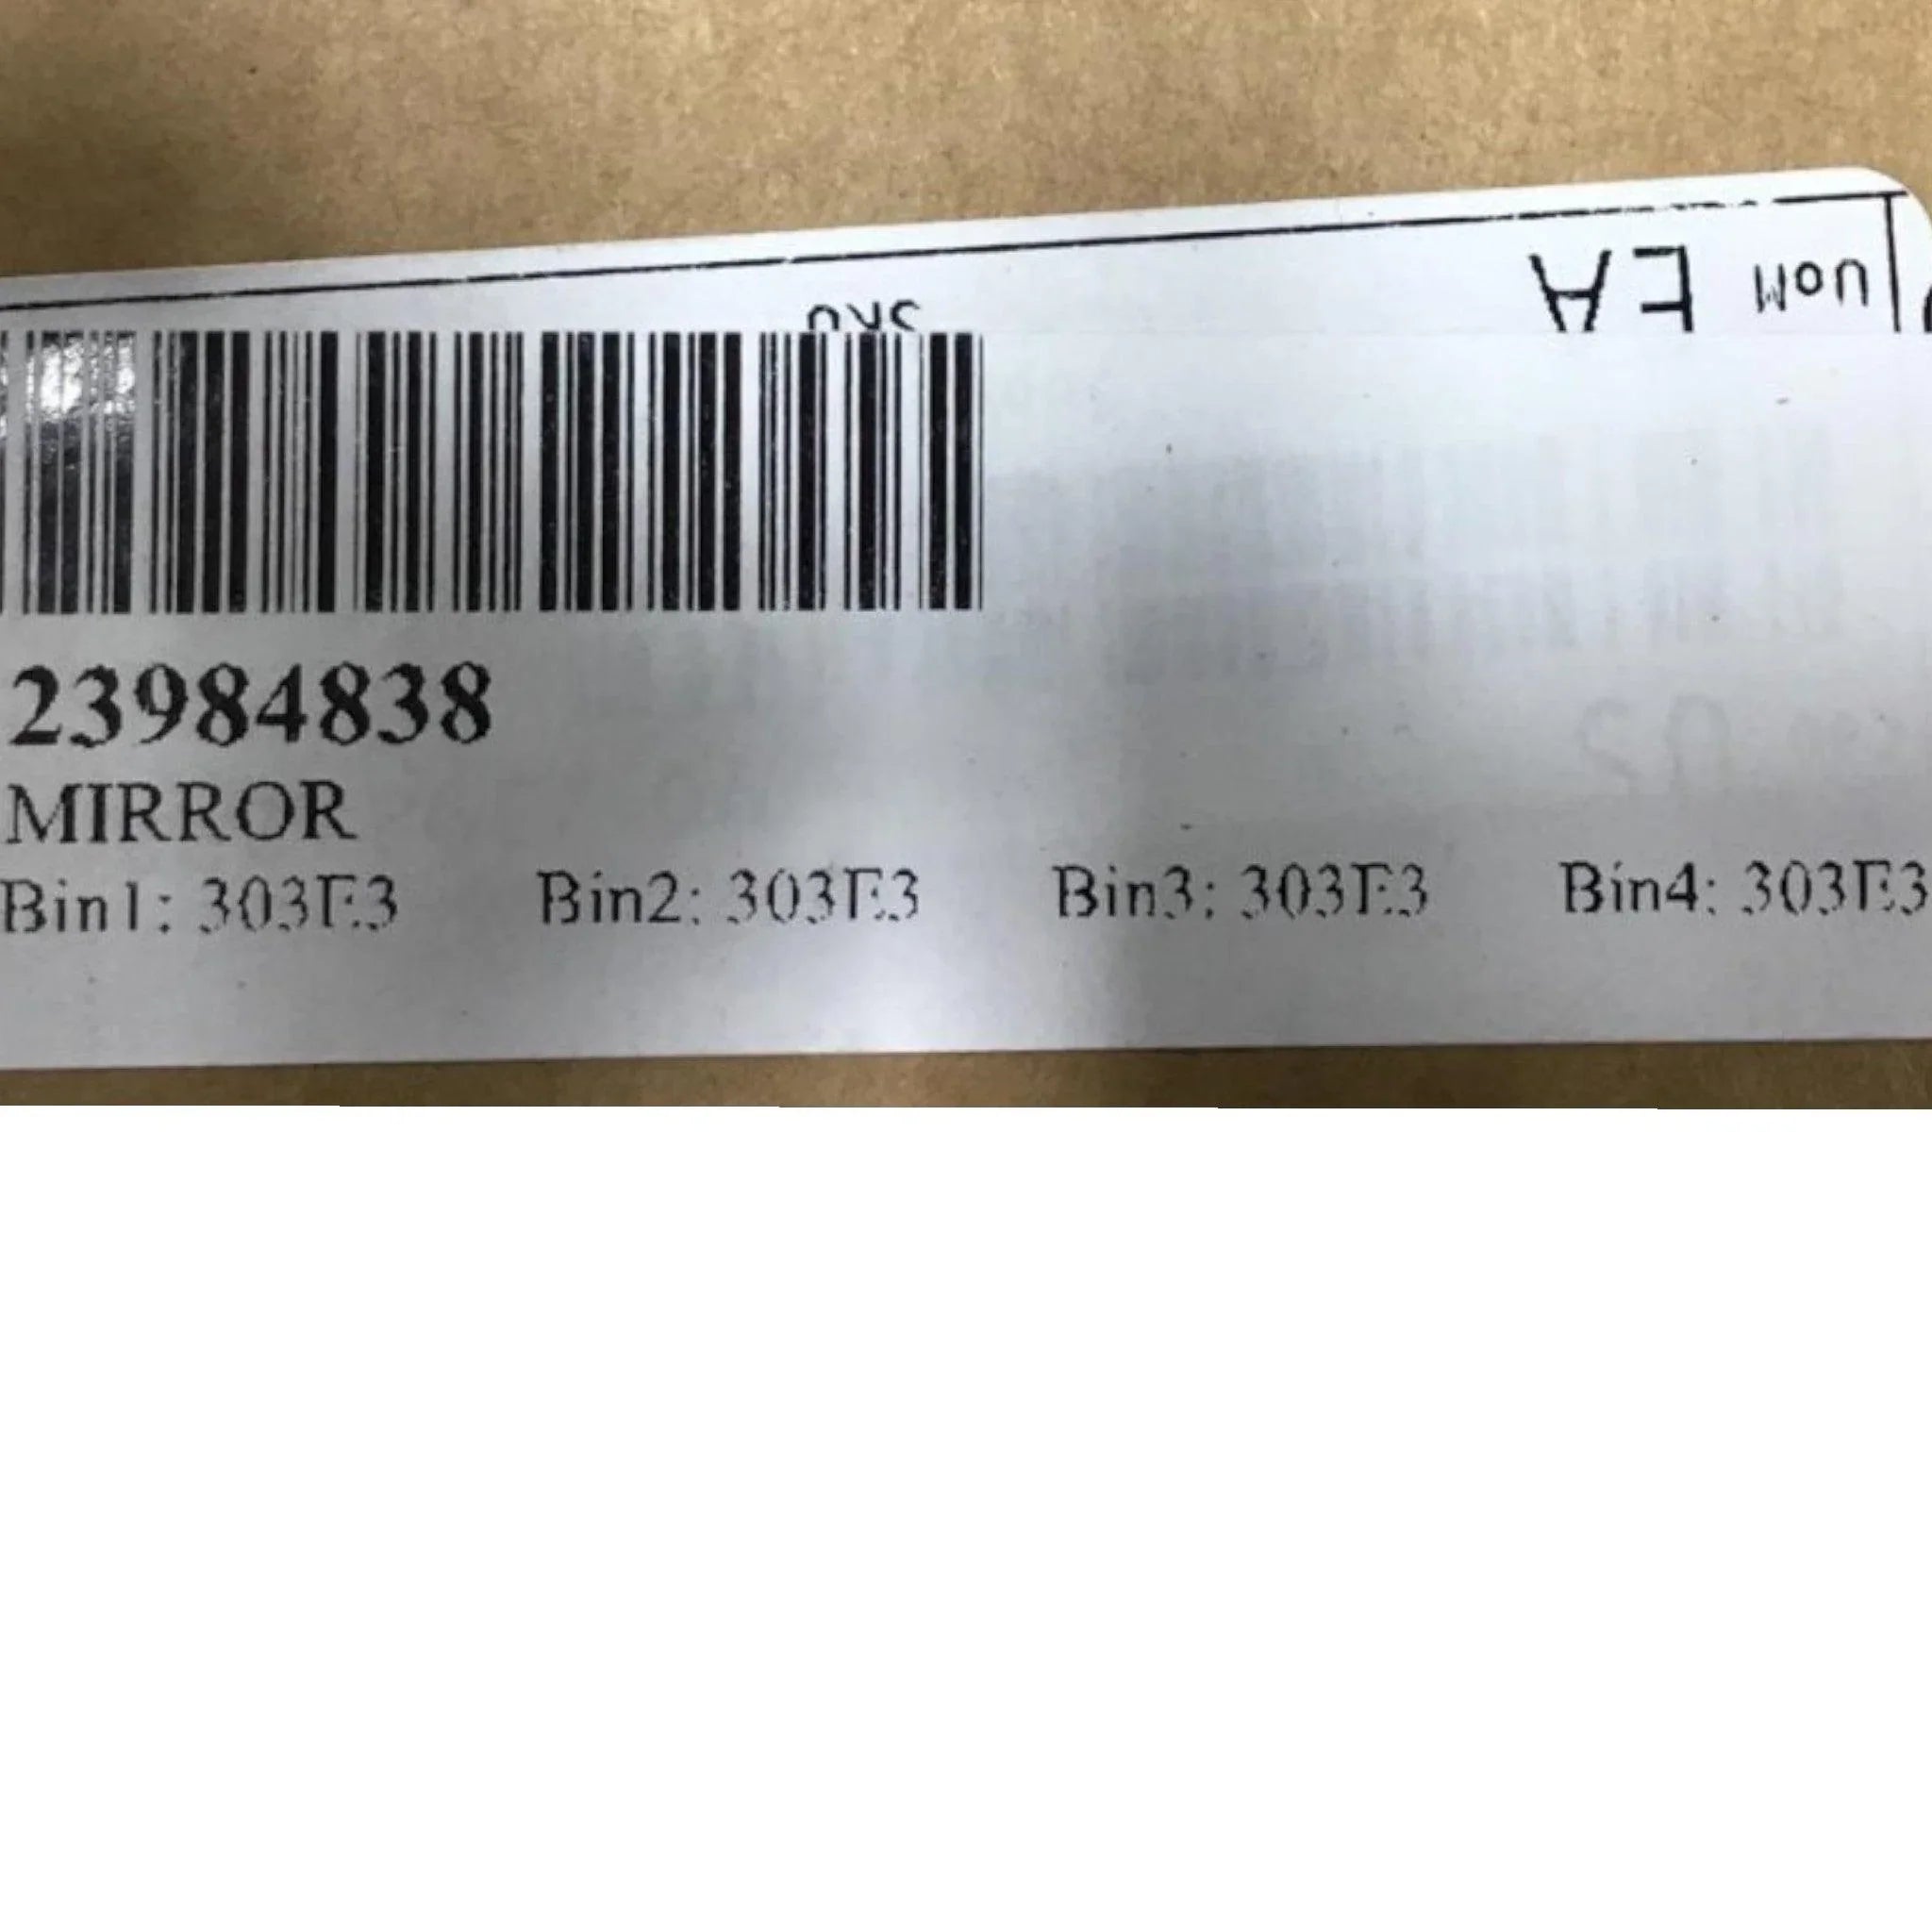 SKU
UoM EA
23984838
MIRROR
Bin1: 303E3 Bin2: 303E3 Bin3: 303E3 Bin4: 303E3